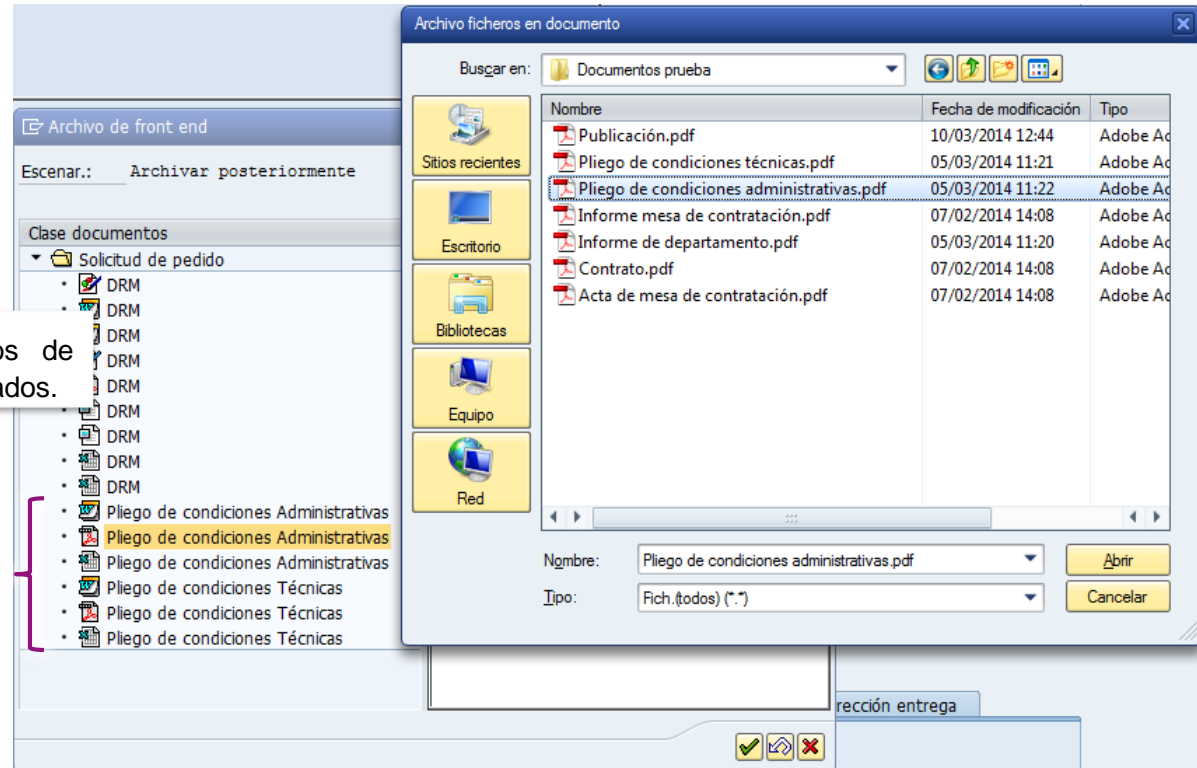 Archivo de front end
Escenar.: Archivar posteriormente
Clase documentos
Solicitud de pedido
DRM
DRM
DRM
DRM
DRM
DRM
DRM
DRM
DRM
Pliego de condiciones Administrativas
Pliego de condiciones Administrativas
Pliego de condiciones Administrativas
Pliego de condiciones Técnicas
Pliego de condiciones Técnicas
Pliego de condiciones Técnicas
de
Archivo ficheros en documento
Buscar en: Documentos prueba
Sitios recientes
Escritorio
Bibliotecas
Equipo
Red
Nombre Fecha de modificación Tipo
Publicación.pdf 10/03/2014 12:44 Adobe Ac
Pliego de condiciones técnicas.pdf 05/03/2014 11:21 Adobe Ac
Pliego de condiciones administrativas.pdf 05/03/2014 11:22 Adobe Ac
Informe mesa de contratación.pdf 07/02/2014 14:08 Adobe Ac
Informe de departamento.pdf 05/03/2014 11:20 Adobe Ac
Contrato.pdf 07/02/2014 14:08 Adobe Ac
Acta de mesa de contratación.pdf 07/02/2014 14:08 Adobe Ac
Nombre: Pliego de condiciones administrativas.pdf Abrir
Tipo: Fich.(todos) (*.*) Cancelar
rección entrega